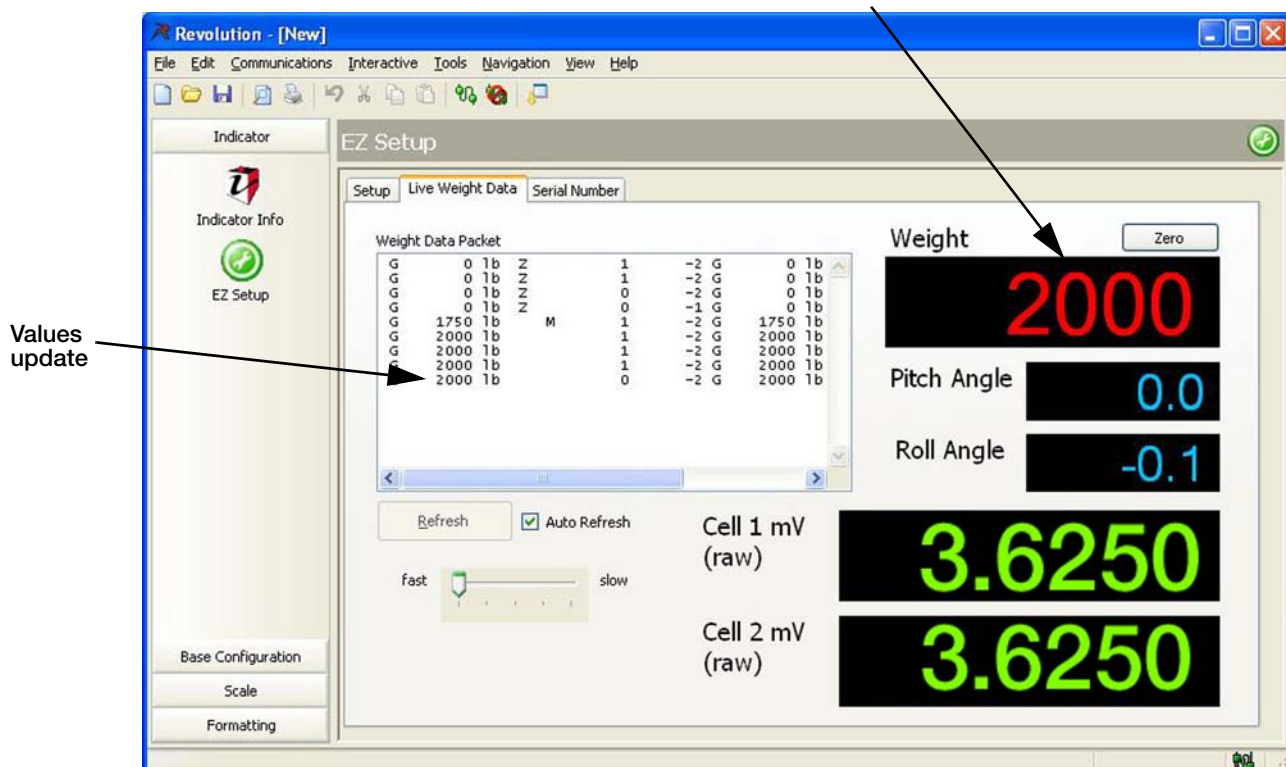 Revolution - [New]
File Edit Communications Interactive Tools Navigation View Help
Indicator
EZ Setup
Indicator Info
EZ Setup
Setup Live Weight Data Serial Number
Weight Data Packet
G 0 lb Z 1 -2 G 0 lb
G 0 lb Z 1 -2 G 0 lb
G 0 lb Z 0 -2 G 0 lb
G 0 lb Z 0 -1 G 0 lb
G 1750 lb M 1 -2 G 1750 lb
G 2000 lb 1 -2 G 2000 lb
G 2000 lb 1 -2 G 2000 lb
G 2000 lb 1 -2 G 2000 lb
2000 lb 0 -2 G 2000 lb
Values
update
Weight
Zero
2000
Pitch Angle
0.0
Roll Angle
-0.1
Refresh
Auto Refresh
fast
slow
Cell 1 mV
(raw)
3.6250
Cell 2 mV
(raw)
3.6250
Base Configuration
Scale
Formatting